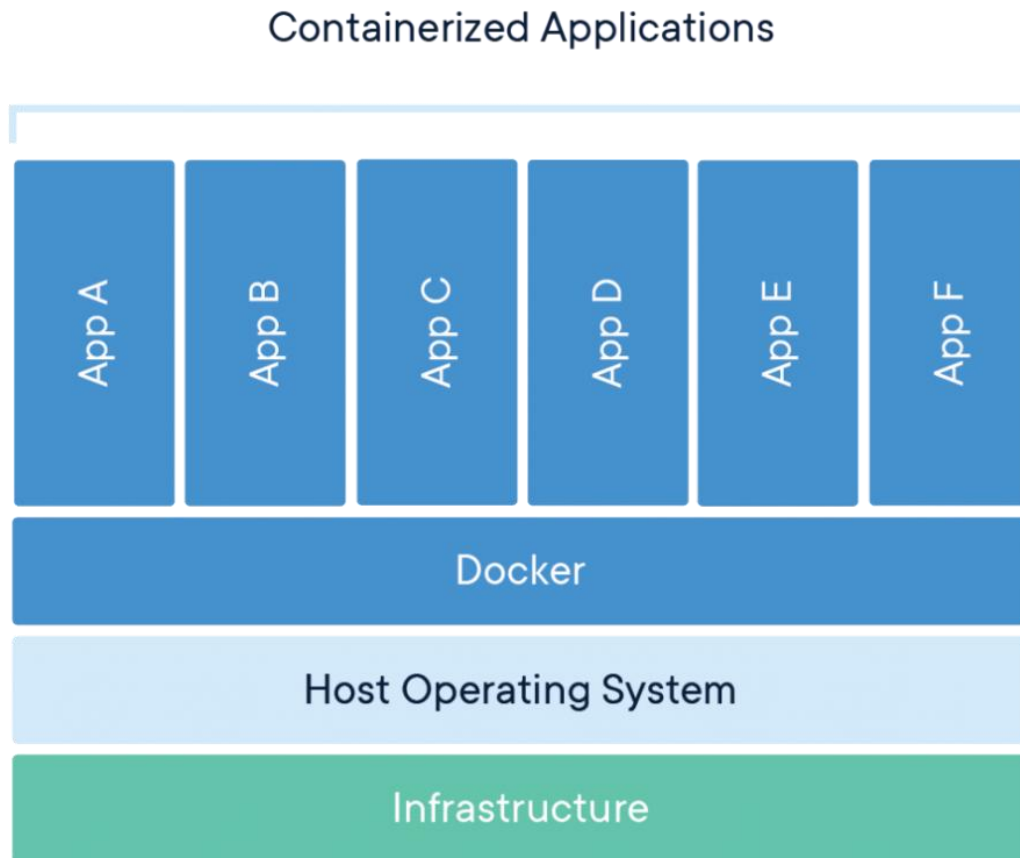 Containerized Applications
App A
App B
App C
App D
App E
App F
Docker
Host Operating System
Infrastructure